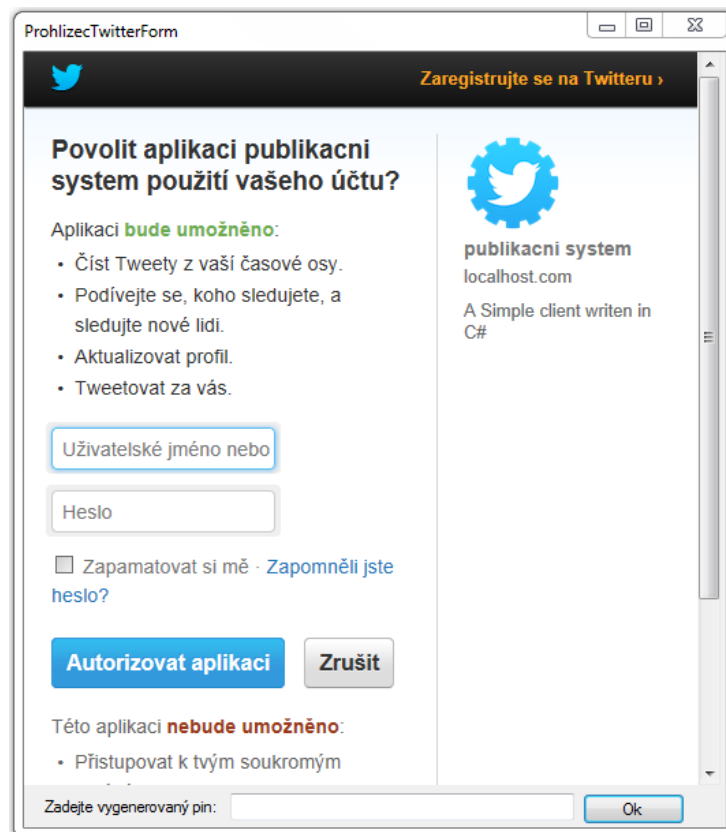 ProhlizecTwitterForm
Zaregistrujte se na Twitteru ›
Povolit aplikaci publikacni
system použití vašeho účtu?
Aplikaci bude umožněno:
• Číst Tweety z vaší časové osy.
• Podívejte se, koho sledujete, a
sledujte nové lidi.
• Aktualizovat profil.
• Tweetovat za vás.
Uživatelské jméno nebo
Heslo
Zapamatovat si mě · Zapomněli jste
heslo?
Autorizovat aplikaci
Zrušit
Této aplikaci nebude umožněno:
• Přistupovat k tvým soukromým
publikacni system
localhost.com
A Simple client writen in
C#
Zadejte vygenerovaný pin:
Ok